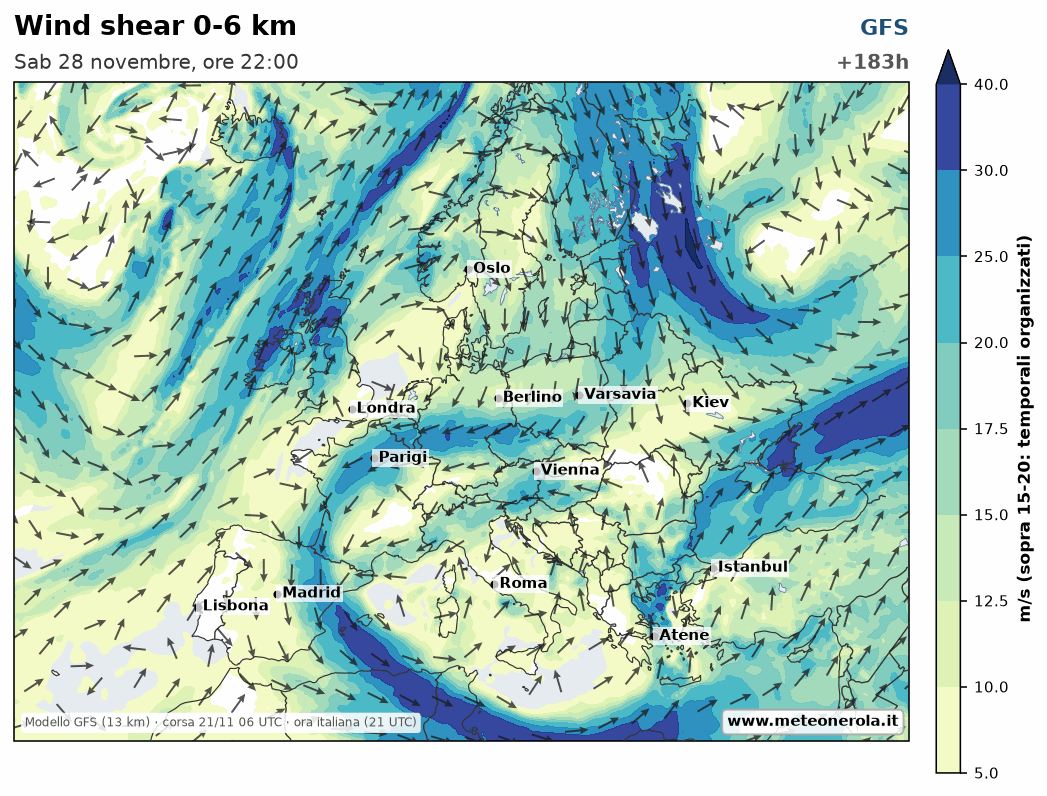 Wind shear 0-6 km
GFS
Sab 28 novembre, ore 22:00
+183h
40.0
30.0
25.0
20.0
17.5
15.0
12.5
10.0
5.0
m/s (sopra 15-20: temporali organizzati)
Oslo
Berlino
Varsavia
Kiev
Londra
Parigi
Vienna
Istanbul
Roma
Madrid
Lisbona
Atene
Modello GFS (13 km) · corsa 21/11 06 UTC · ora italiana (21 UTC)
www.meteonerola.it